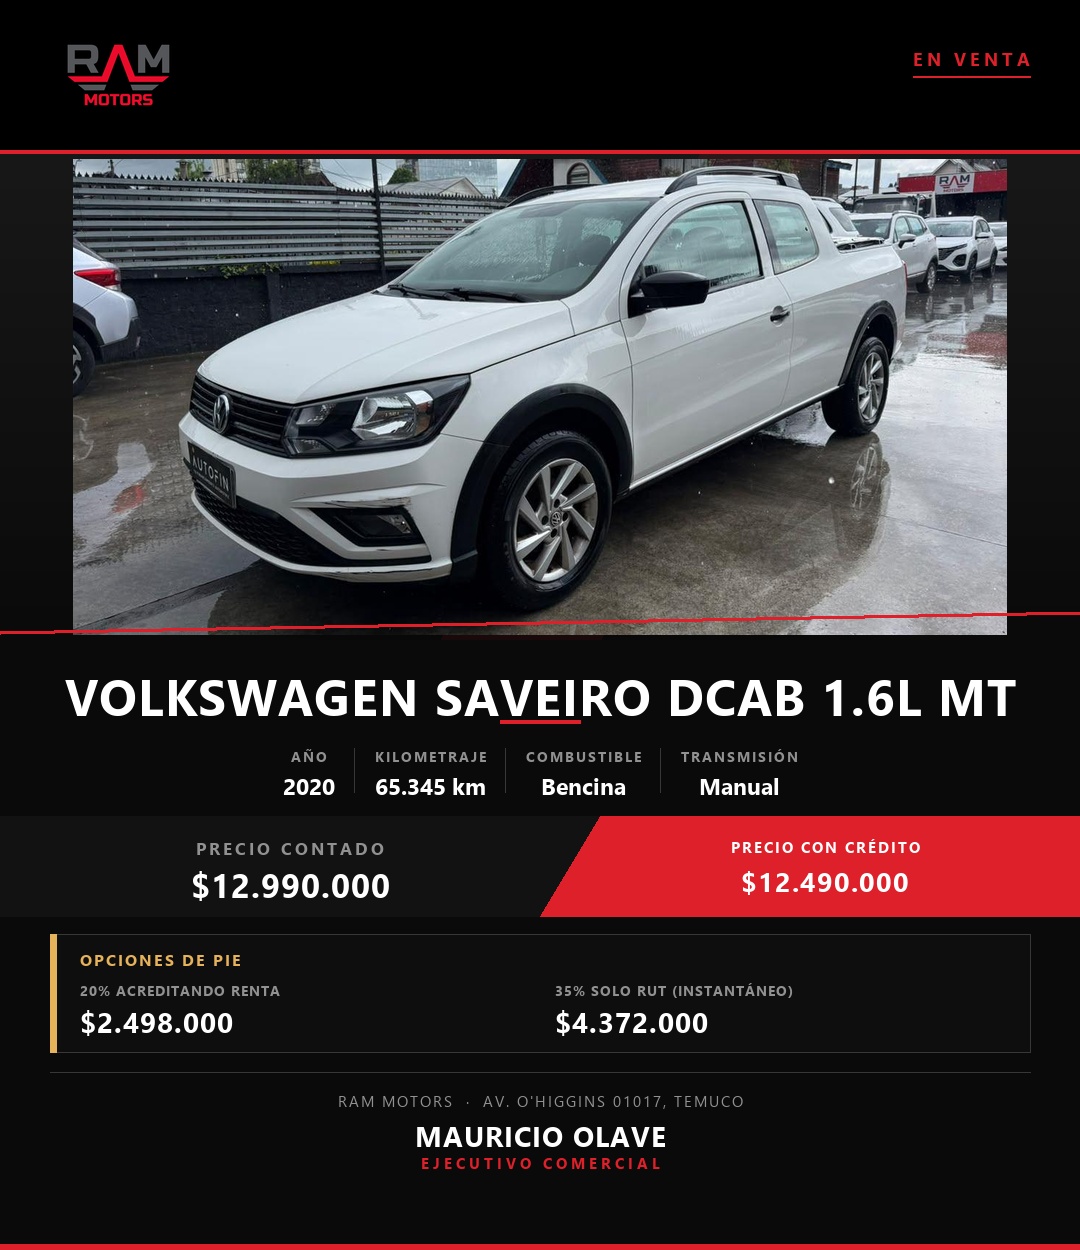 RAM
MOTORS
EN VENTA
RAM
MOTORS
AUTOFIN
VOLKSWAGEN SAVEIRO DCAB 1.6L MT
AÑO KILOMETRAJE COMBUSTIBLE TRANSMISIÓN
2020 65.345 km Bencina Manual
PRECIO CONTADO
$12.990.000
PRECIO CON CRÉDITO
$12.490.000
OPCIONES DE PIE
20% ACREDITANDO RENTA
$2.498.000
35% SOLO RUT (INSTANTÁNEO)
$4.372.000
RAM MOTORS · AV. O'HIGGINS 01017, TEMUCO
MAURICIO OLAVE
EJECUTIVO COMERCIAL